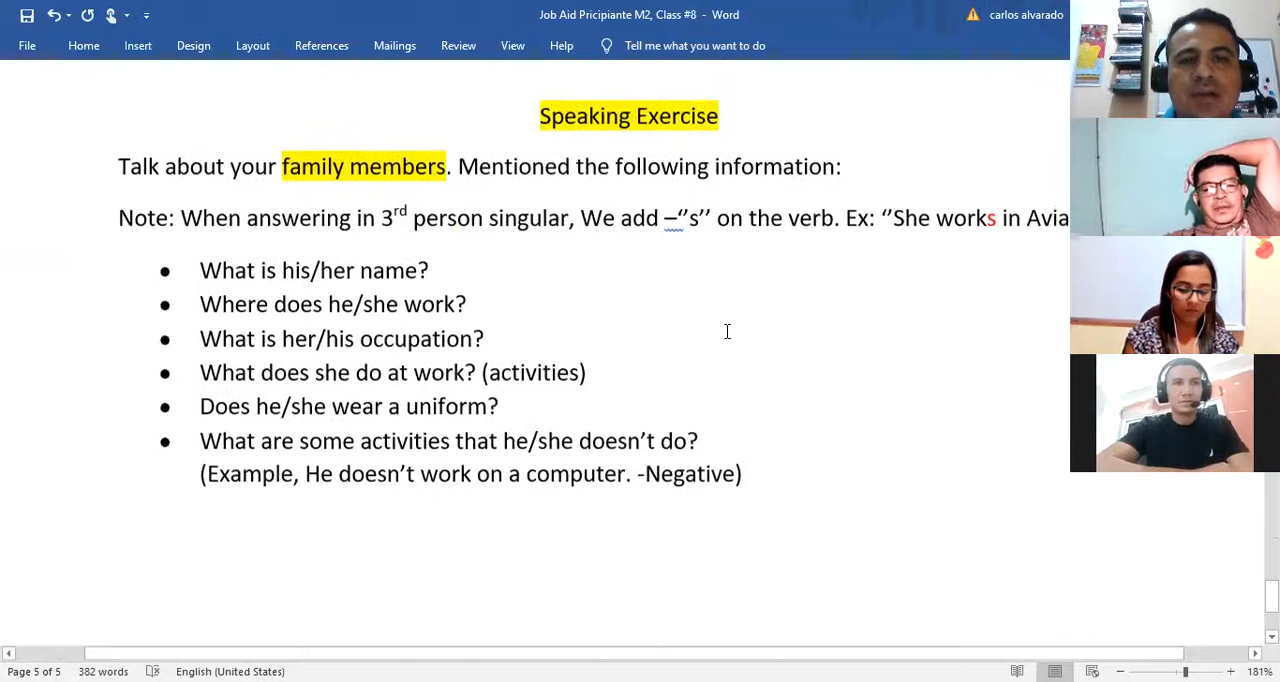 Job Aid Pricipiante M2, Class #8 - Word
carlos alvarado
File Home Insert Design Layout References Mailings Review View Help Tell me what you want to do
Speaking Exercise
Talk about your family members. Mentioned the following information:
Note: When answering in 3rd person singular, We add –‘‘s’’ on the verb. Ex: ‘‘She works in Avia
• What is his/her name?
• Where does he/she work?
• What is her/his occupation?
• What does she do at work? (activities)
• Does he/she wear a uniform?
• What are some activities that he/she doesn’t do?
(Example, He doesn’t work on a computer. -Negative)
Page 5 of 5 382 words English (United States) 181%